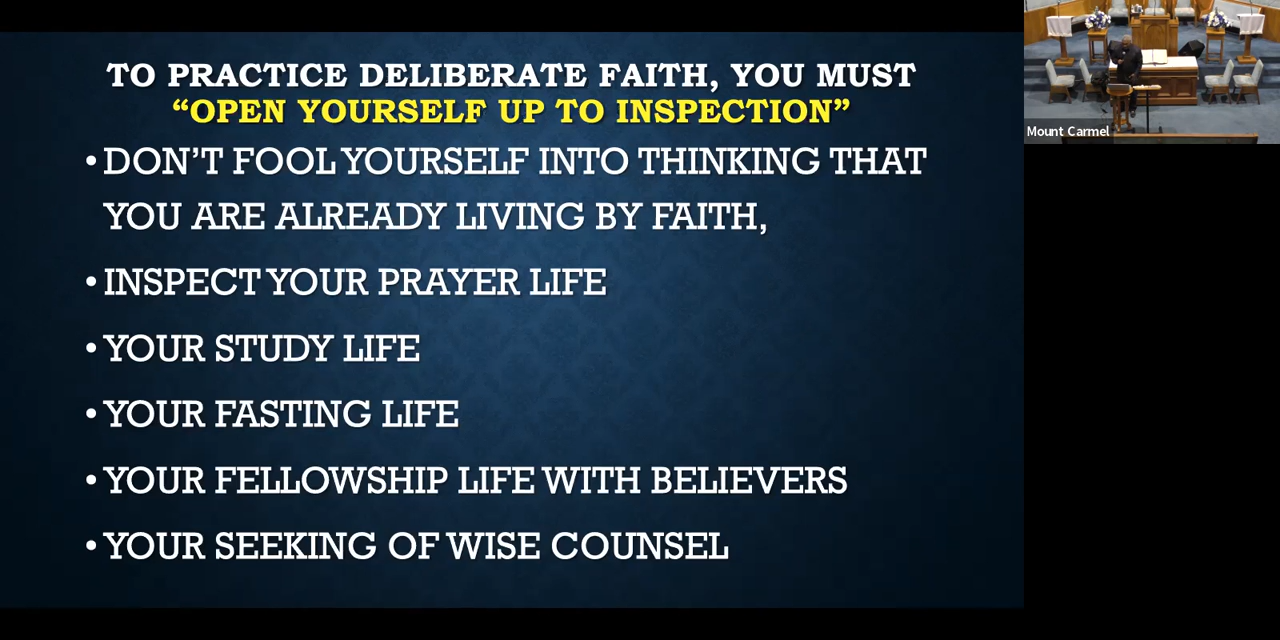 TO PRACTICE DELIBERATE FAITH, YOU MUST
“OPEN YOURSELF UP TO INSPECTION”
•DON’T FOOL YOURSELF INTO THINKING THAT
YOU ARE ALREADY LIVING BY FAITH,
•INSPECT YOUR PRAYER LIFE
•YOUR STUDY LIFE
•YOUR FASTING LIFE
•YOUR FELLOWSHIP LIFE WITH BELIEVERS
•YOUR SEEKING OF WISE COUNSEL
Mount Carmel